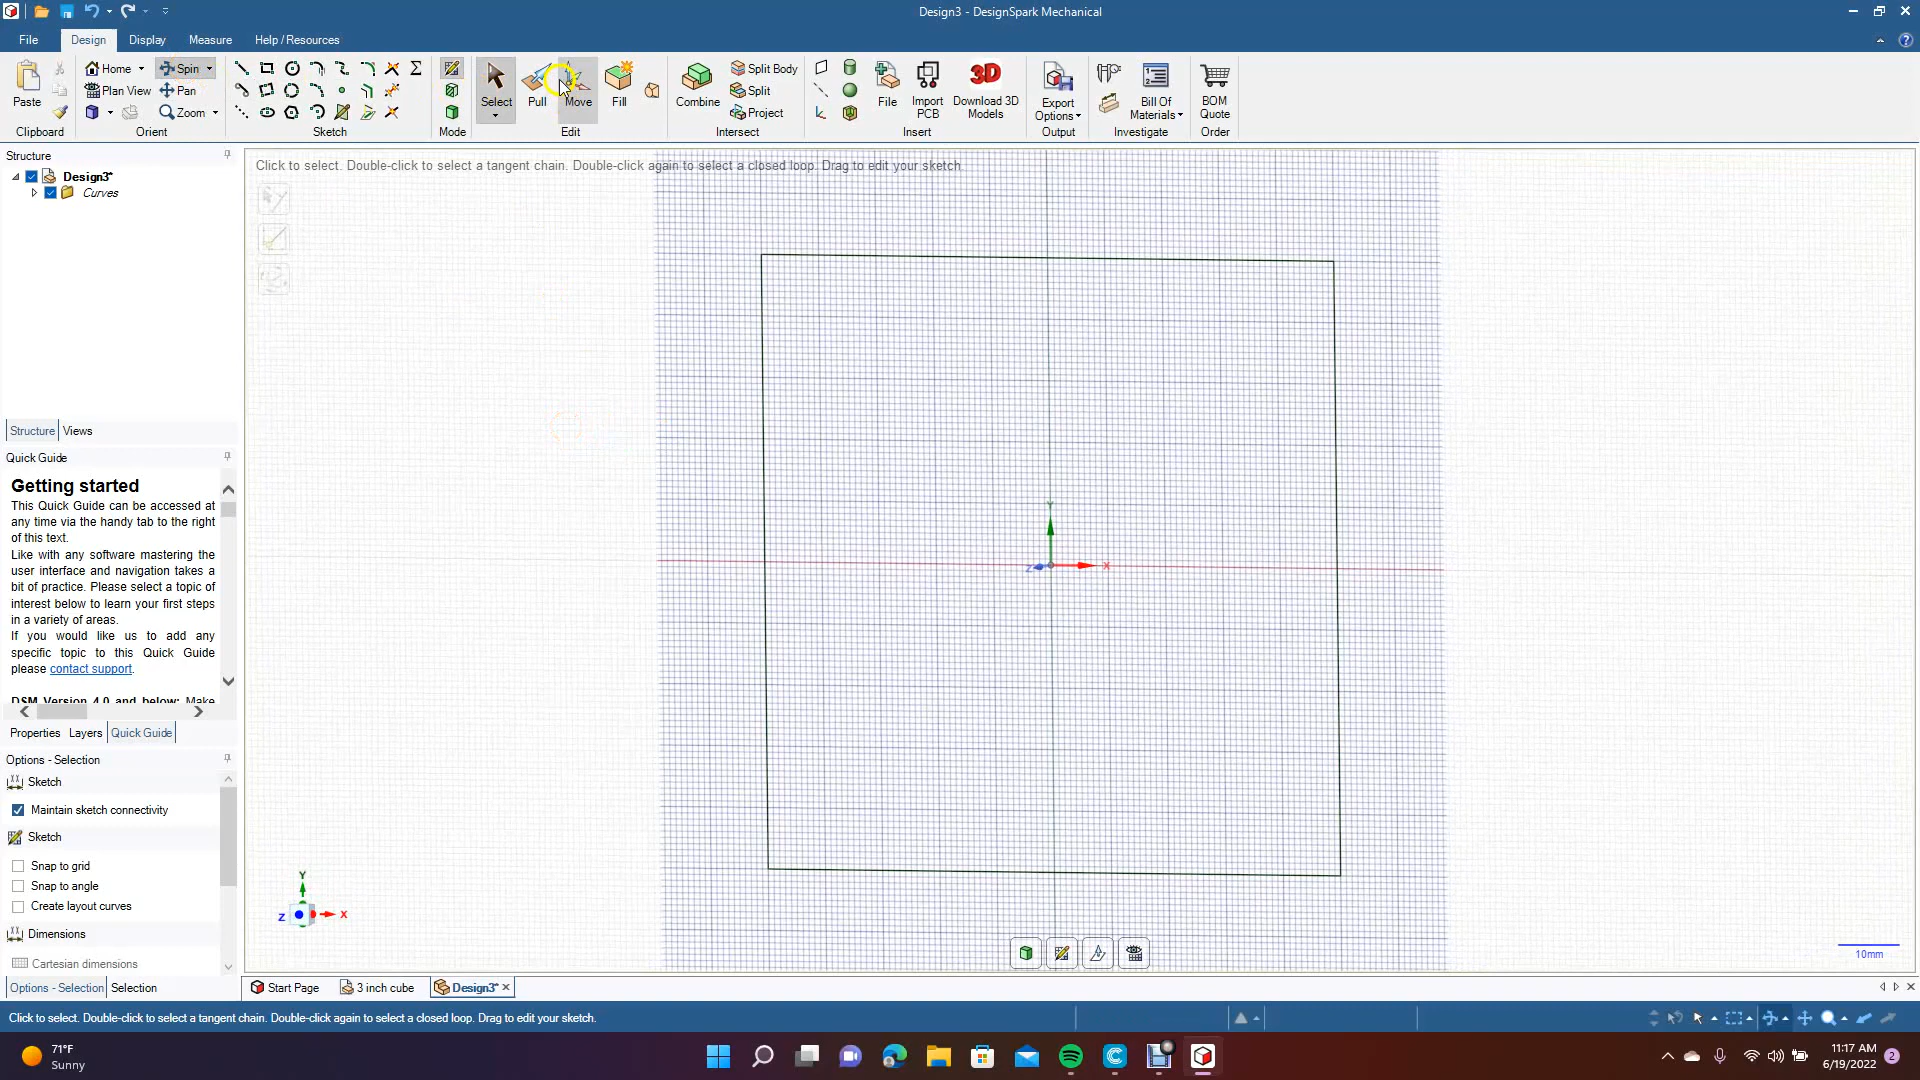 Design3 - DesignSpark Mechanical
File Design Display Measure Help / Resources
Paste
Home Spin
Plan View Pan
Zoom
Select Pull Move Fill
Combine
Split Body
Split
Project
File Import PCB Download 3D Models
3D
Export Options
Bill Of Materials
BOM Quote
Clipboard Orient Sketch Mode Edit Intersect Insert Output Investigate Order
Structure
Design3*
Curves
Click to select. Double-click to select a tangent chain. Double-click again to select a closed loop. Drag to edit your sketch.
Structure Views
Quick Guide
Getting started
This Quick Guide can be accessed at
any time via the handy tab to the right
of this text.
Like with any software mastering the
user interface and navigation takes a
bit of practice. Please select a topic of
interest below to learn your first steps
in a variety of areas.
If you would like us to add any
specific topic to this Quick Guide
please contact support.
DSM Version 4.0 and below: Make
Properties Layers Quick Guide
Options - Selection
Sketch
Maintain sketch connectivity
Sketch
Snap to grid
Snap to angle
Create layout curves
Dimensions
Cartesian dimensions
Options - Selection Selection
Y
Z X
Y
Z X
10mm
Start Page 3 inch cube Design3*
Click to select. Double-click to select a tangent chain. Double-click again to select a closed loop. Drag to edit your sketch.
71°F
Sunny
11:17 AM
6/19/2022
2